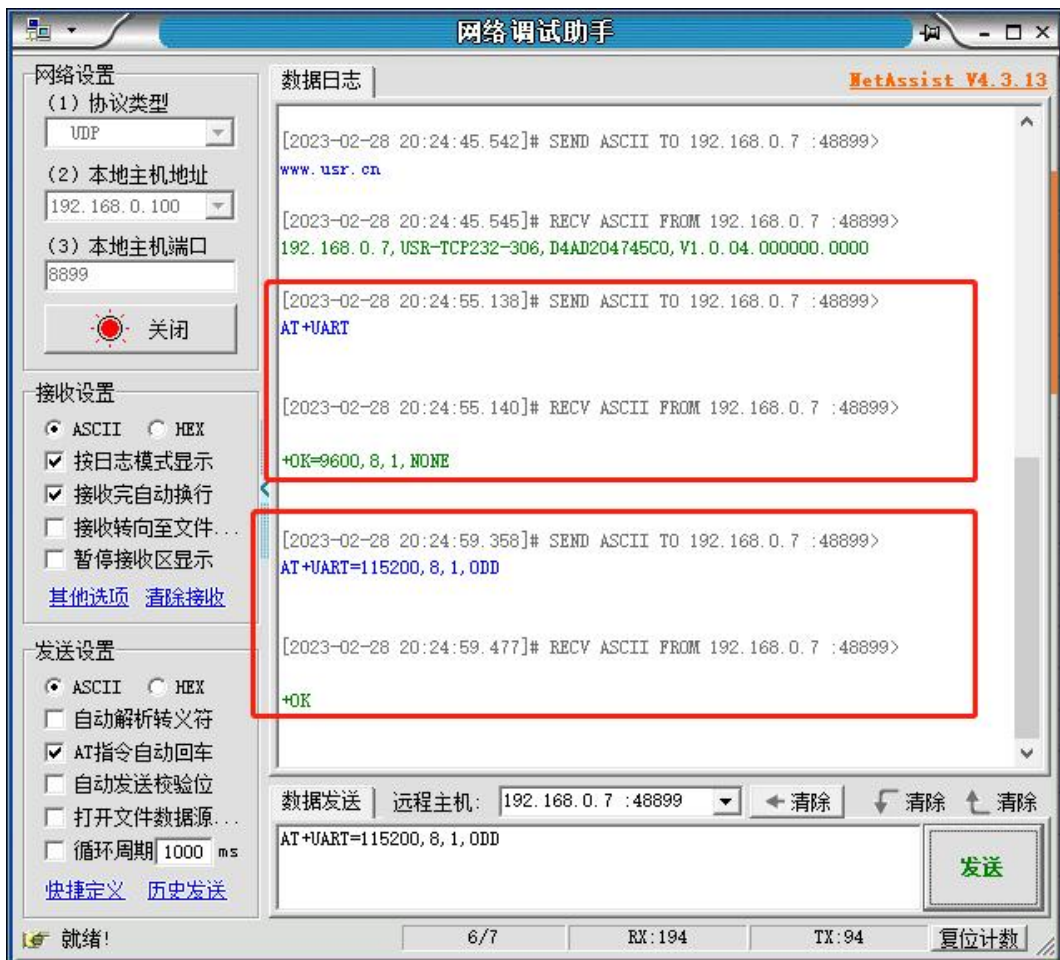 网络调试助手
网络设置
(1) 协议类型
UDP
(2) 本地主机地址
192.168.0.100
(3) 本地主机端口
8899
关闭
接收设置
ASCII HEX
按日志模式显示
接收完自动换行
接收转向至文件...
暂停接收区显示
其他选项 清除接收
发送设置
ASCII HEX
自动解析转义符
AT指令自动回车
自动发送校验位
打开文件数据源...
循环周期 1000 ms
快捷定义 历史发送
数据日志 NetAssist V4.3.13
[2023-02-28 20:24:45.542]# SEND ASCII TO 192.168.0.7 :48899>
www.usr.cn
[2023-02-28 20:24:45.545]# RECV ASCII FROM 192.168.0.7 :48899>
192.168.0.7,USR-TCP232-306,D4AD204745C0,V1.0.04.000000.0000
[2023-02-28 20:24:55.138]# SEND ASCII TO 192.168.0.7 :48899>
AT+UART
[2023-02-28 20:24:55.140]# RECV ASCII FROM 192.168.0.7 :48899>
+OK=9600,8,1,NONE
[2023-02-28 20:24:59.358]# SEND ASCII TO 192.168.0.7 :48899>
AT+UART=115200,8,1,ODD
[2023-02-28 20:24:59.477]# RECV ASCII FROM 192.168.0.7 :48899>
+OK
数据发送 远程主机: 192.168.0.7 :48899 清除 清除 清除
AT+UART=115200,8,1,ODD
发送
就绪! 6/7 RX:194 TX:94 复位计数